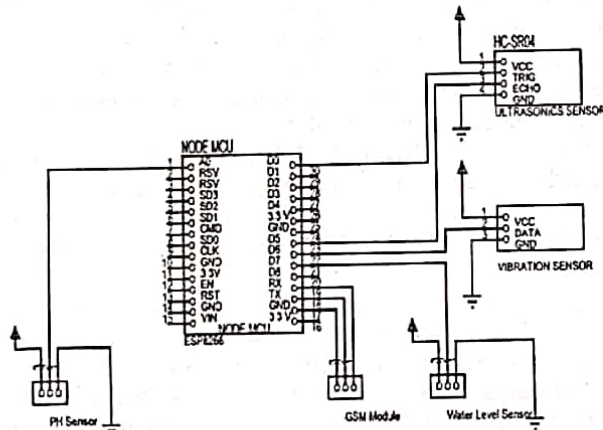 HC-SR04
VCC
TRIG
ECHO
GND
ULTRASONICS SENSOR
NODE MCU
A0
RSV
RSV
SD3
SD2
SD1
CMD
SD0
CLK
GND
3.3V
EN
RST
GND
VIN
D0
D1
D2
D3
D4
3.3 V
GND
D5
D6
D7
D8
RX
TX
GND
3.3 V
NODE MCU
ESP8266
VCC
DATA
GND
VIBRATION SENSOR
PH Sensor
GSM Module
Water Level Sensor